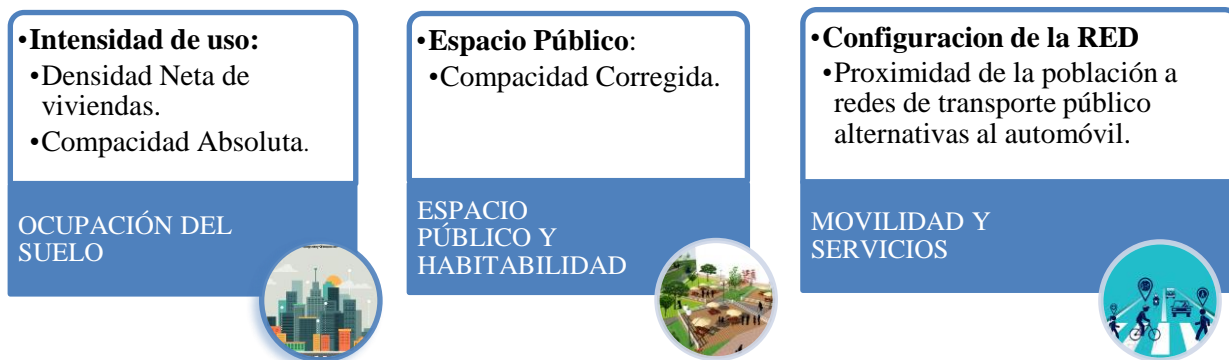 •Intensidad de uso:
•Densidad Neta de
viviendas.
•Compacidad Absoluta.
OCUPACIÓN DEL
SUELO
•Espacio Público:
•Compacidad Corregida.
ESPACIO
PÚBLICO Y
HABITABILIDAD
•Configuracion de la RED
•Proximidad de la población a
redes de transporte público
alternativas al automóvil.
MOVILIDAD Y
SERVICIOS